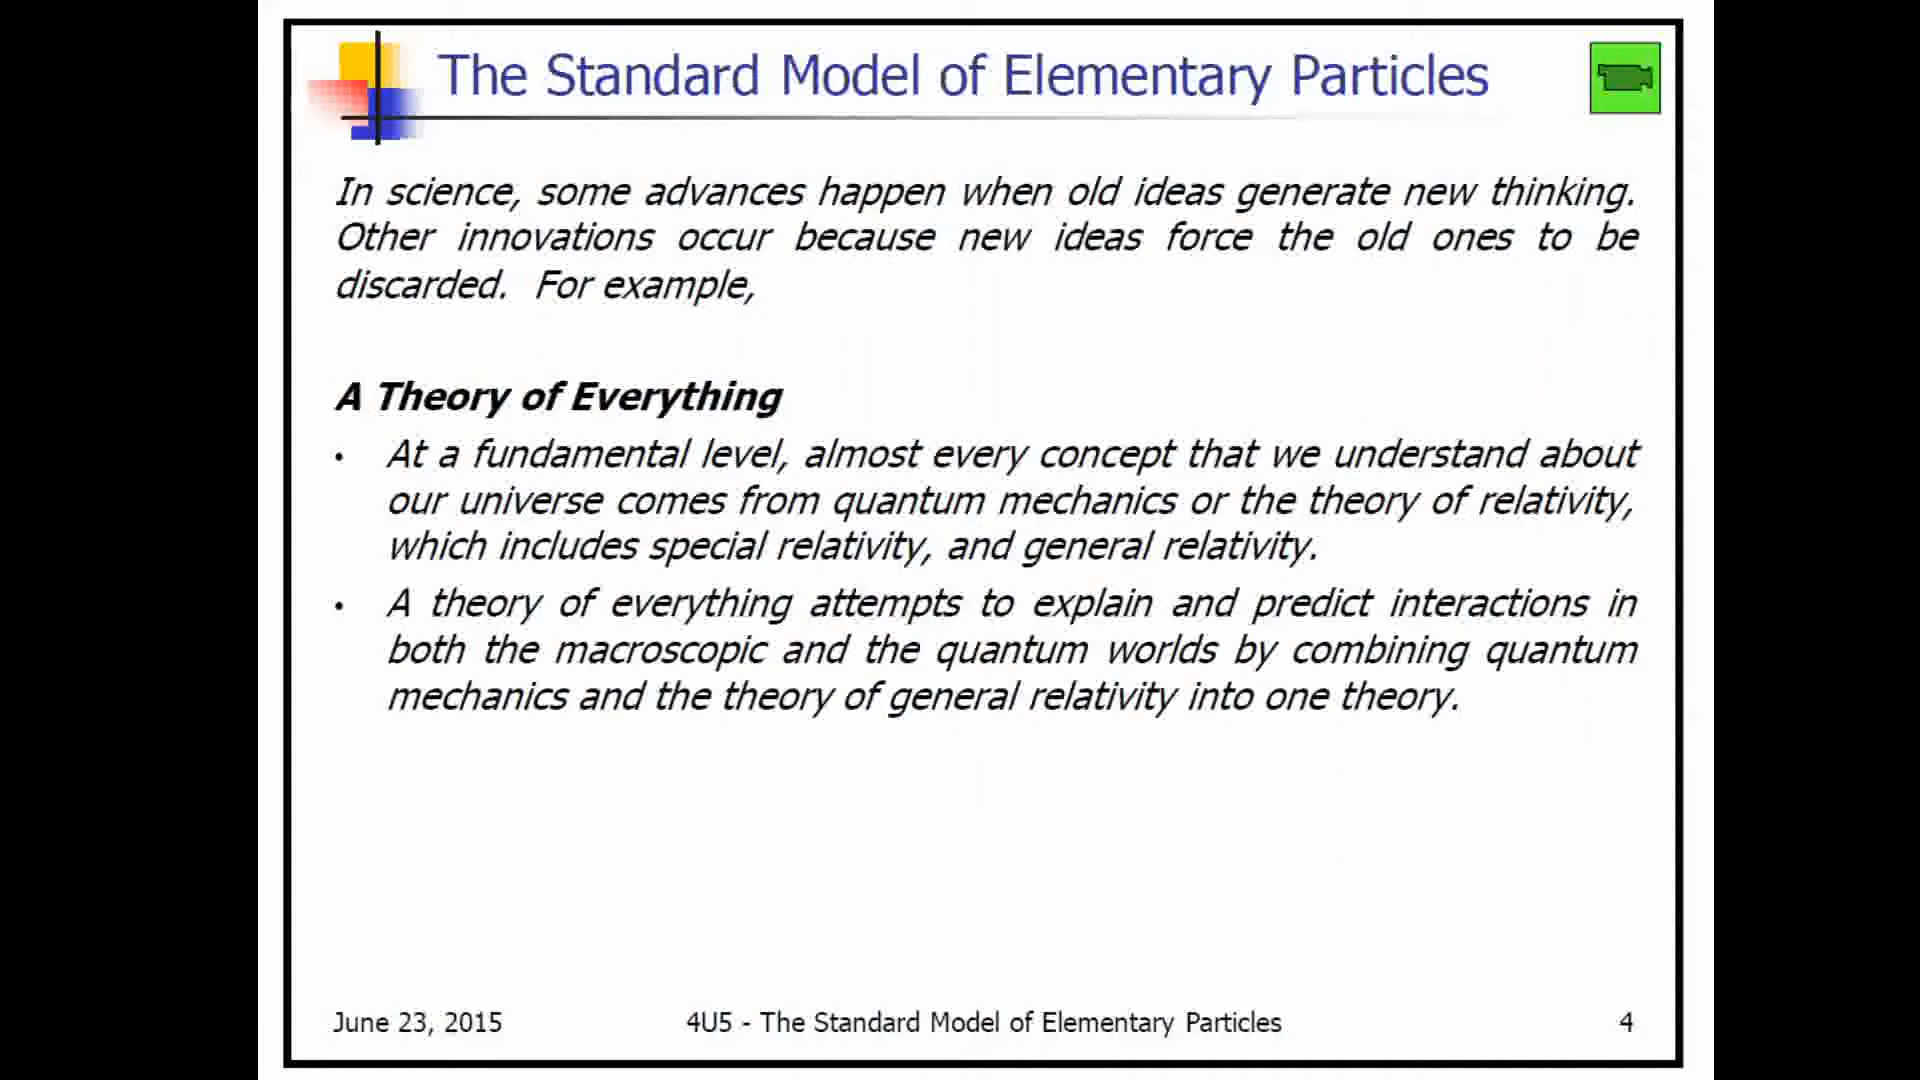 The Standard Model of Elementary Particles
In science, some advances happen when old ideas generate new thinking.
Other innovations occur because new ideas force the old ones to be
discarded. For example,
A Theory of Everything
• At a fundamental level, almost every concept that we understand about
our universe comes from quantum mechanics or the theory of relativity,
which includes special relativity, and general relativity.
• A theory of everything attempts to explain and predict interactions in
both the macroscopic and the quantum worlds by combining quantum
mechanics and the theory of general relativity into one theory.
June 23, 2015 4U5 - The Standard Model of Elementary Particles 4